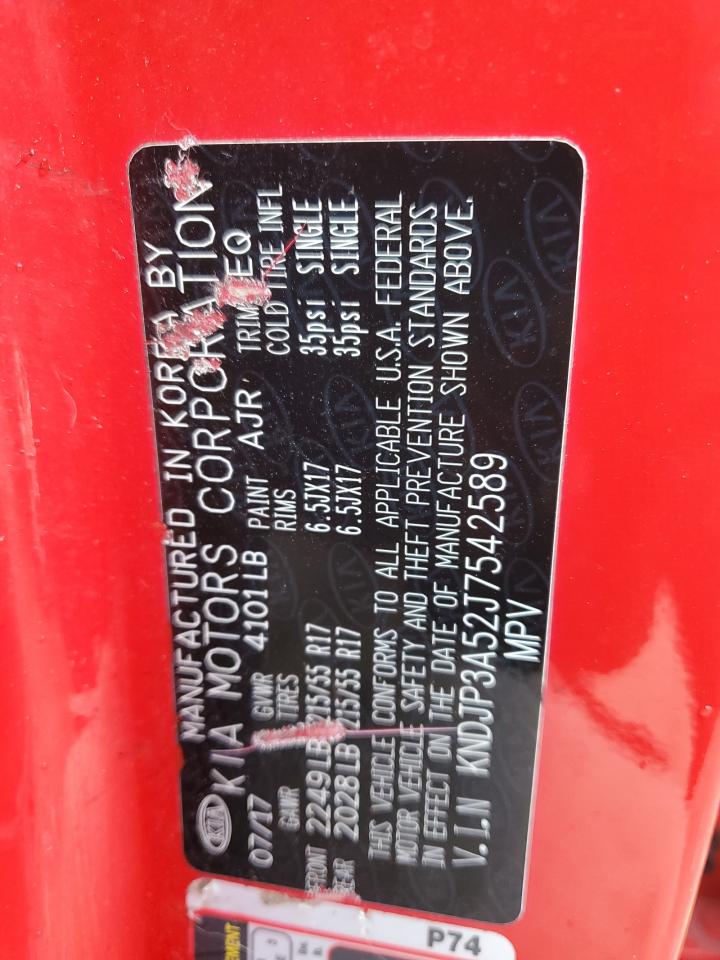 MANUFACTURED IN KOREA BY
KIA KIA MOTORS CORPORATION
07/17 GVWR 4101LB PAINT AJR TRIM EQ
GAWR TIRES RIMS COLD TIRE INFL
FRONT 2249LB 215/55 R17 6.5JX17 35psi SINGLE
REAR 2028LB 215/55 R17 6.5JX17 35psi SINGLE
THIS VEHICLE CONFORMS TO ALL APPLICABLE U.S.A. FEDERAL
MOTOR VEHICLE SAFETY AND THEFT PREVENTION STANDARDS
IN EFFECT ON THE DATE OF MANUFACTURE SHOWN ABOVE.
V.I.N KNDJP3A52J7542589
MPV
P74